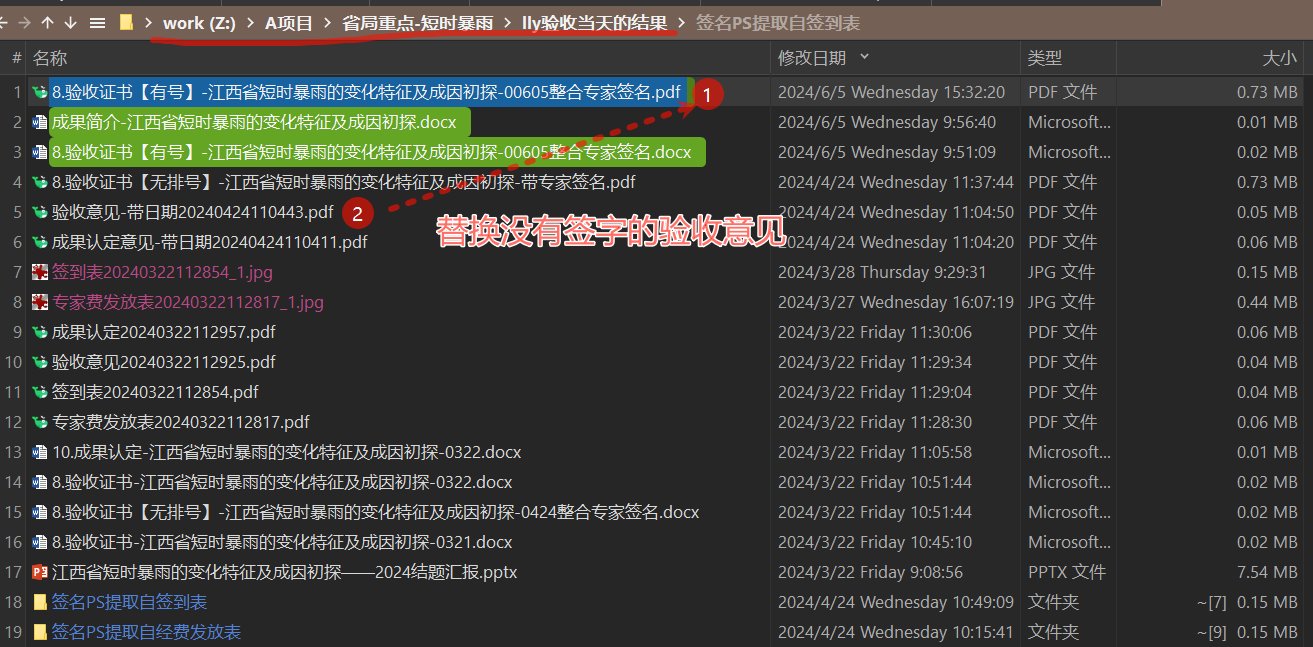 work (Z:) > A项目 > 省局重点-短时暴雨 > lly验收当天的结果 > 签名PS提取自签到表
# 名称 修改日期 类型 大小
1 8.验收证书【有号】-江西省短时暴雨的变化特征及成因初探-00605整合专家签名.pdf 1 2024/6/5 Wednesday 15:32:20 PDF 文件 0.73 MB
2 成果简介-江西省短时暴雨的变化特征及成因初探.docx 2024/6/5 Wednesday 9:56:40 Microsoft... 0.01 MB
3 8.验收证书【有号】-江西省短时暴雨的变化特征及成因初探-00605整合专家签名.docx 2024/6/5 Wednesday 9:51:09 Microsoft... 0.02 MB
4 8.验收证书【无排号】-江西省短时暴雨的变化特征及成因初探-带专家签名.pdf 2024/4/24 Wednesday 11:37:44 PDF 文件 0.73 MB
5 验收意见-带日期20240424110443.pdf 2 2024/4/24 Wednesday 11:04:50 PDF 文件 0.05 MB
替换没有签字的验收意见
6 成果认定意见-带日期20240424110411.pdf 2024/4/24 Wednesday 11:04:20 PDF 文件 0.06 MB
7 签到表20240322112854_1.jpg 2024/3/28 Thursday 9:29:31 JPG 文件 0.15 MB
8 专家费发放表20240322112817_1.jpg 2024/3/27 Wednesday 16:07:19 JPG 文件 0.44 MB
9 成果认定20240322112957.pdf 2024/3/22 Friday 11:30:06 PDF 文件 0.06 MB
10 验收意见20240322112925.pdf 2024/3/22 Friday 11:29:34 PDF 文件 0.04 MB
11 签到表20240322112854.pdf 2024/3/22 Friday 11:29:04 PDF 文件 0.04 MB
12 专家费发放表20240322112817.pdf 2024/3/22 Friday 11:28:30 PDF 文件 0.06 MB
13 10.成果认定-江西省短时暴雨的变化特征及成因初探-0322.docx 2024/3/22 Friday 11:05:58 Microsoft... 0.01 MB
14 8.验收证书-江西省短时暴雨的变化特征及成因初探-0322.docx 2024/3/22 Friday 10:51:44 Microsoft... 0.02 MB
15 8.验收证书【无排号】-江西省短时暴雨的变化特征及成因初探-0424整合专家签名.docx 2024/3/22 Friday 10:51:44 Microsoft... 0.02 MB
16 8.验收证书-江西省短时暴雨的变化特征及成因初探-0321.docx 2024/3/22 Friday 10:45:10 Microsoft... 0.02 MB
17 江西省短时暴雨的变化特征及成因初探——2024结题汇报.pptx 2024/3/22 Friday 9:08:56 PPTX 文件 7.54 MB
18 签名PS提取自签到表 2024/4/24 Wednesday 10:49:09 文件夹 ~[7] 0.15 MB
19 签名PS提取自经费发放表 2024/4/24 Wednesday 10:15:41 文件夹 ~[9] 0.15 MB